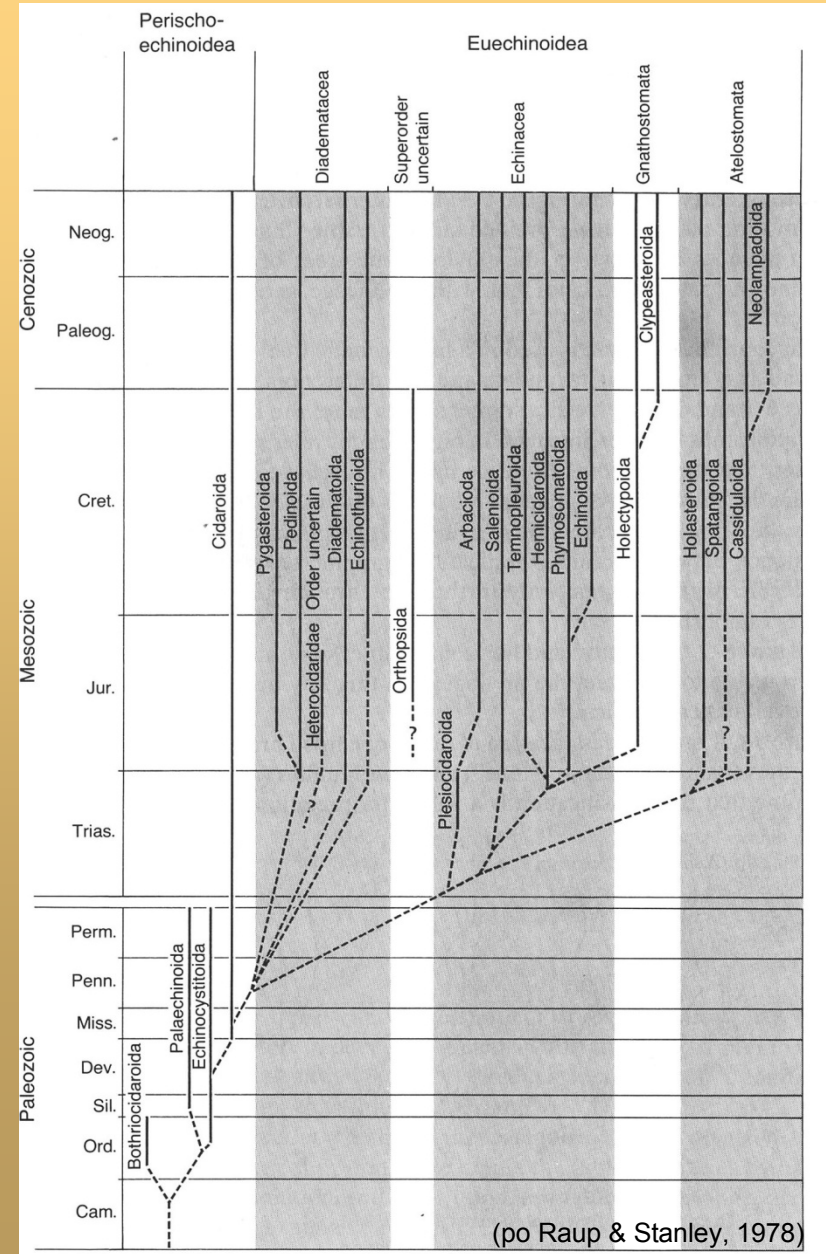 Perischo-
echinoidea
Euechinoidea
Diadematacea
Superorder
uncertain
Echinacea
Gnathostomata
Atelostomata
Cenozoic
Neog.
Paleog.
Mesozoic
Cret.
Jur.
Trias.
Paleozoic
Perm.
Penn.
Miss.
Dev.
Sil.
Ord.
Cam.
Bothriocidaroida
Palaechinoida
Echinocystitoida
Cidaroida
Pygasteroida
Pedinoida
Heterocidaridae Order uncertain
?
Diadematoida
Echinothurioida
Orthopsida
?
Plesiocidaroida
Arbacioda
Salenioida
Temnopleuroida
Hemicidaroida
Phymosomatoida
Echinoida
Holectypoida
Clypeasteroida
Holasteroida
Spatangoida
?
Cassiduloida
Neolampadoida
(po Raup & Stanley, 1978)